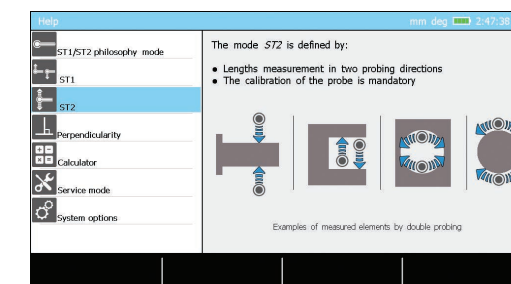 Help
mm deg 2:47:38
ST1/ST2 philosophy mode
ST1
ST2
Perpendicularity
Calculator
Service mode
System options
The mode ST2 is defined by:
• Lengths measurement in two probing directions
• The calibration of the probe is mandatory
Examples of measured elements by double probing